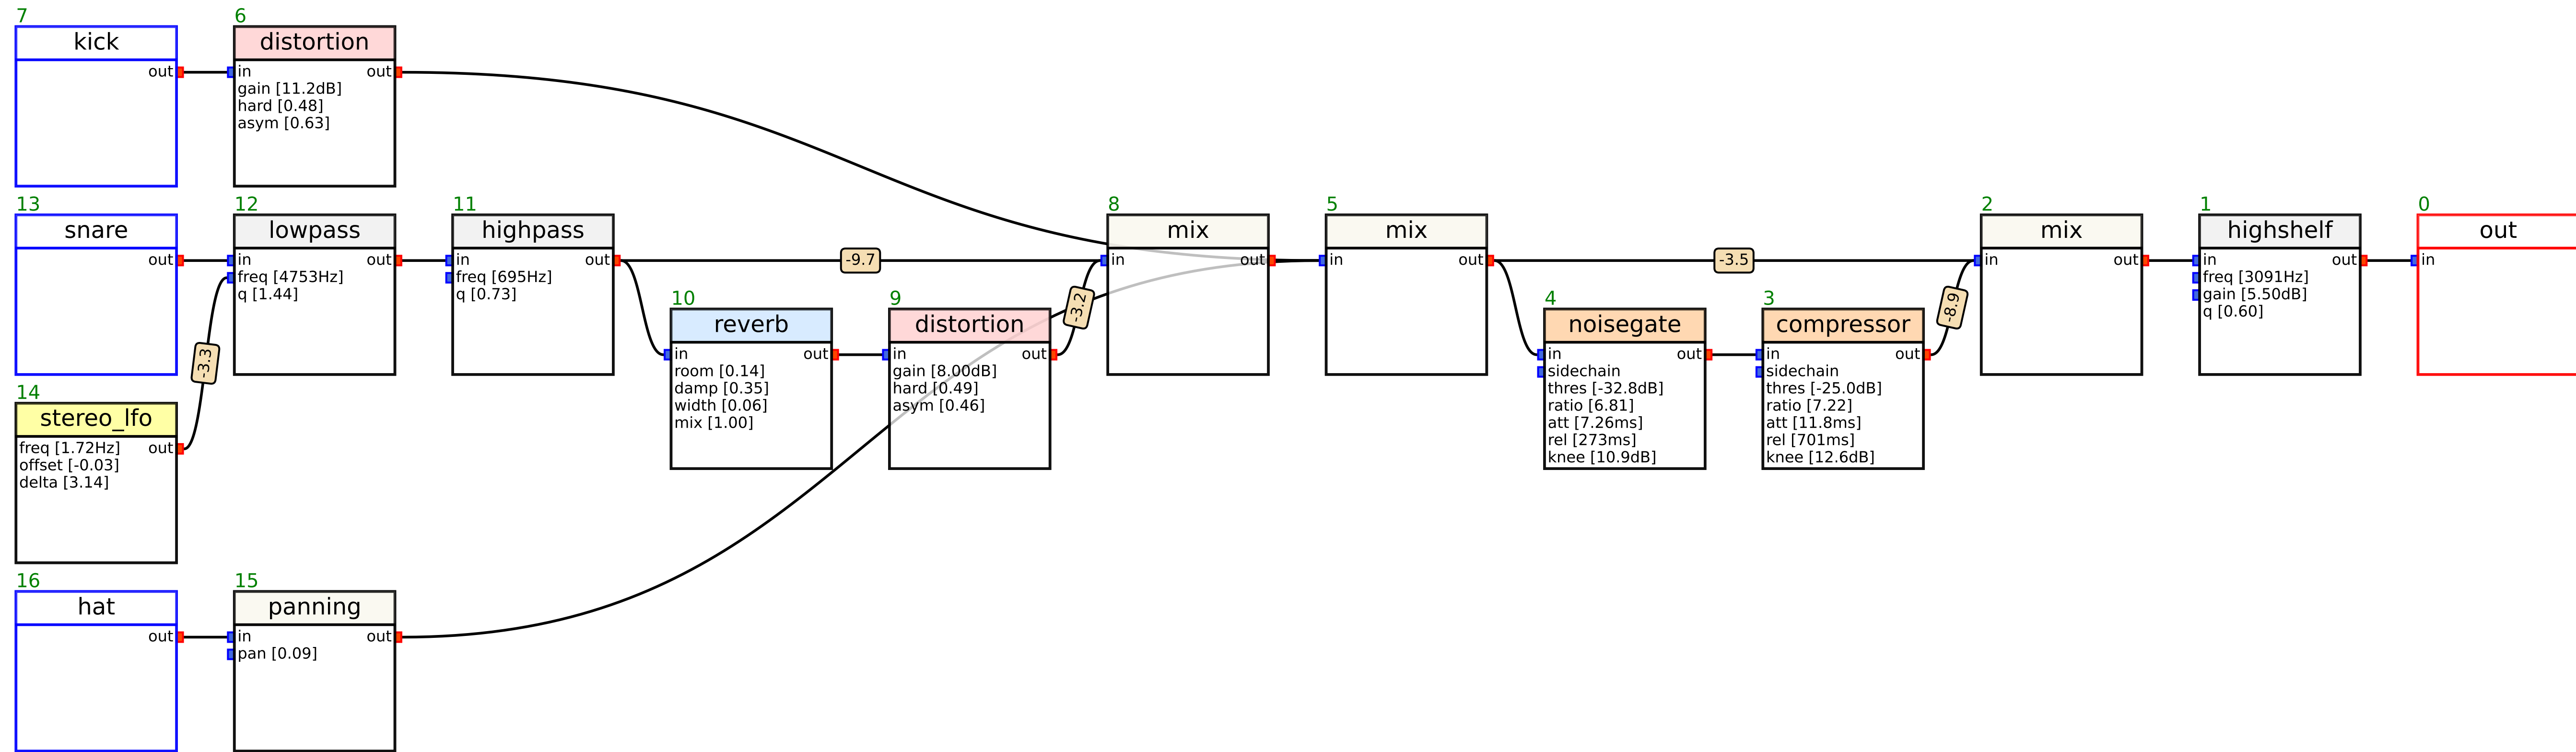 7
kick
out
6
distortion
in out
gain [11.2dB]
hard [0.48]
asym [0.63]
13
snare
out
12
lowpass
in out
freq [4753Hz]
q [1.44]
11
highpass
in out
freq [695Hz]
q [0.73]
-9.7
8
mix
in out
5
mix
in out
-3.5
2
mix
in out
1
highshelf
in out
freq [3091Hz]
gain [5.50dB]
q [0.60]
0
out
in
-3.3
10
reverb
in out
room [0.14]
damp [0.35]
width [0.06]
mix [1.00]
9
distortion
in out
gain [8.00dB]
hard [0.49]
asym [0.46]
-3.2
4
noisegate
in out
sidechain
thres [-32.8dB]
ratio [6.81]
att [7.26ms]
rel [273ms]
knee [10.9dB]
3
compressor
in out
sidechain
thres [-25.0dB]
ratio [7.22]
att [11.8ms]
rel [701ms]
knee [12.6dB]
-8.9
14
stereo_lfo
freq [1.72Hz] out
offset [-0.03]
delta [3.14]
16
hat
out
15
panning
in out
pan [0.09]